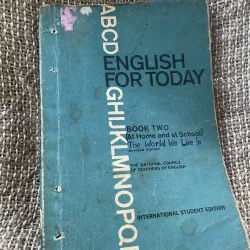 ABCD
GHIJKLMNOPQ
ENGLISH
FOR TODAY
BOOK TWO
(At Home and at School)
The World We Live In
THE NATIONAL COUNCIL
OF TEACHERS OF ENGLISH
INTERNATIONAL STUDENT EDITION